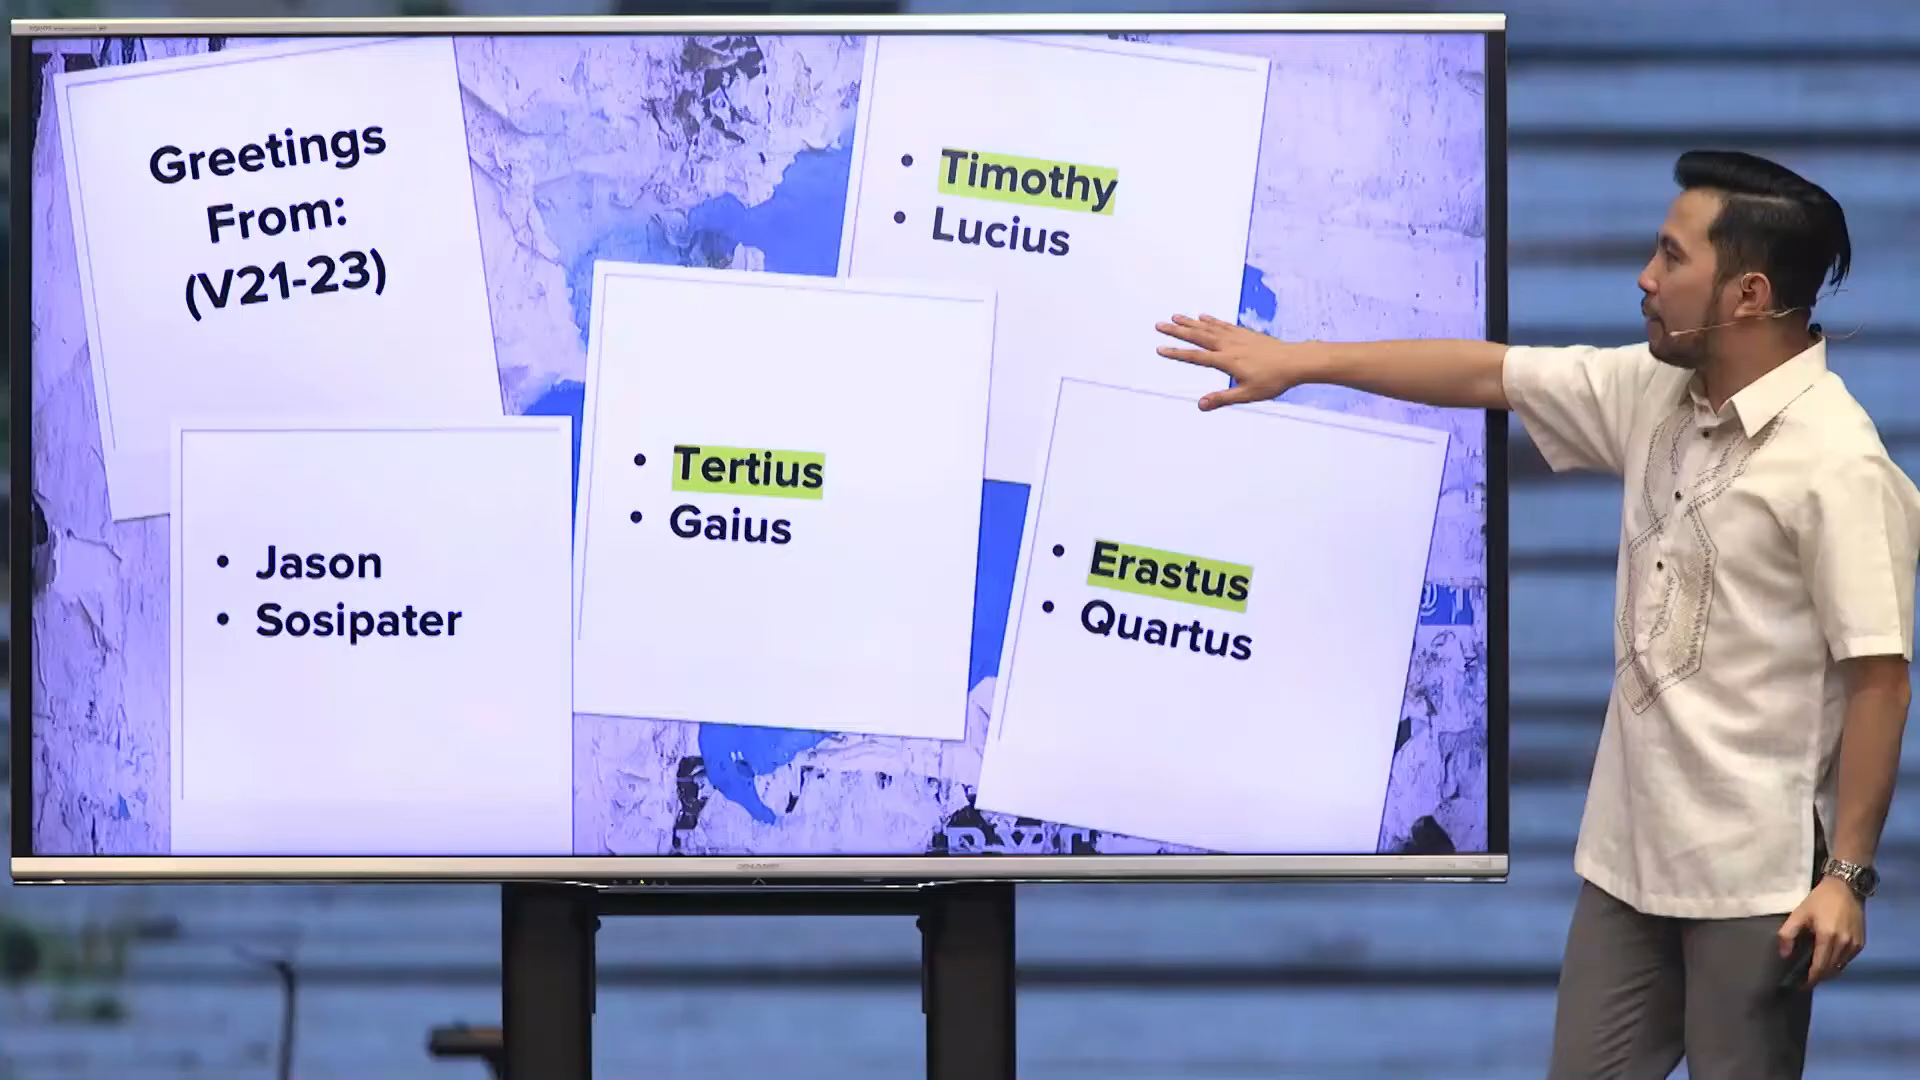 Greetings
From:
(V21-23)
• Timothy
• Lucius
• Jason
• Sosipater
• Tertius
• Gaius
• Erastus
• Quartus